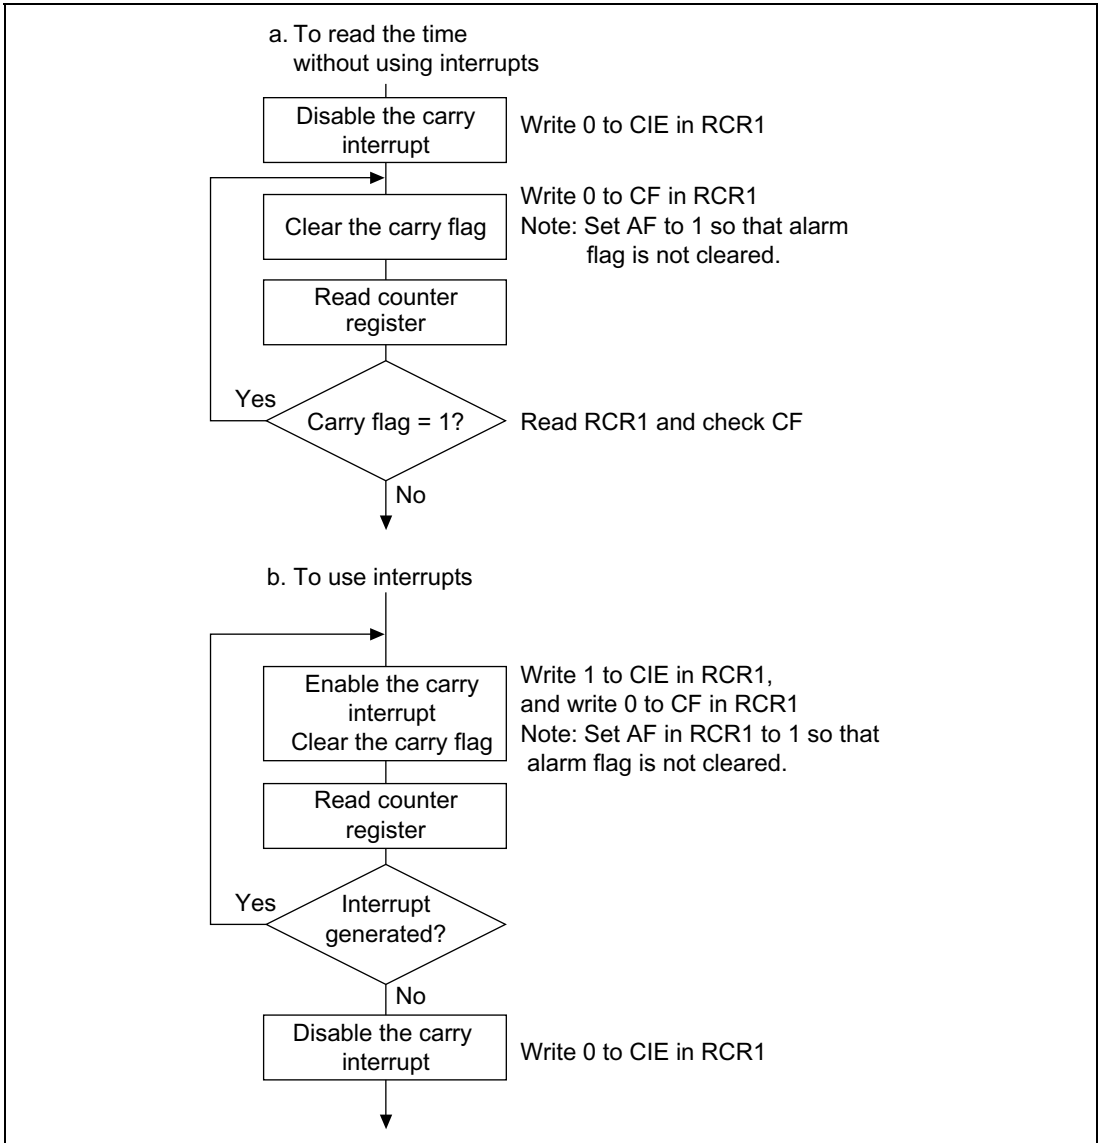 a. To read the time
without using interrupts
Disable the carry
interrupt
Write 0 to CIE in RCR1
Clear the carry flag
Write 0 to CF in RCR1
Note: Set AF to 1 so that alarm
flag is not cleared.
Read counter
register
Yes
Carry flag = 1?
Read RCR1 and check CF
No
b. To use interrupts
Enable the carry
interrupt
Clear the carry flag
Write 1 to CIE in RCR1,
and write 0 to CF in RCR1
Note: Set AF in RCR1 to 1 so that
alarm flag is not cleared.
Read counter
register
Yes
Interrupt
generated?
No
Disable the carry
interrupt
Write 0 to CIE in RCR1